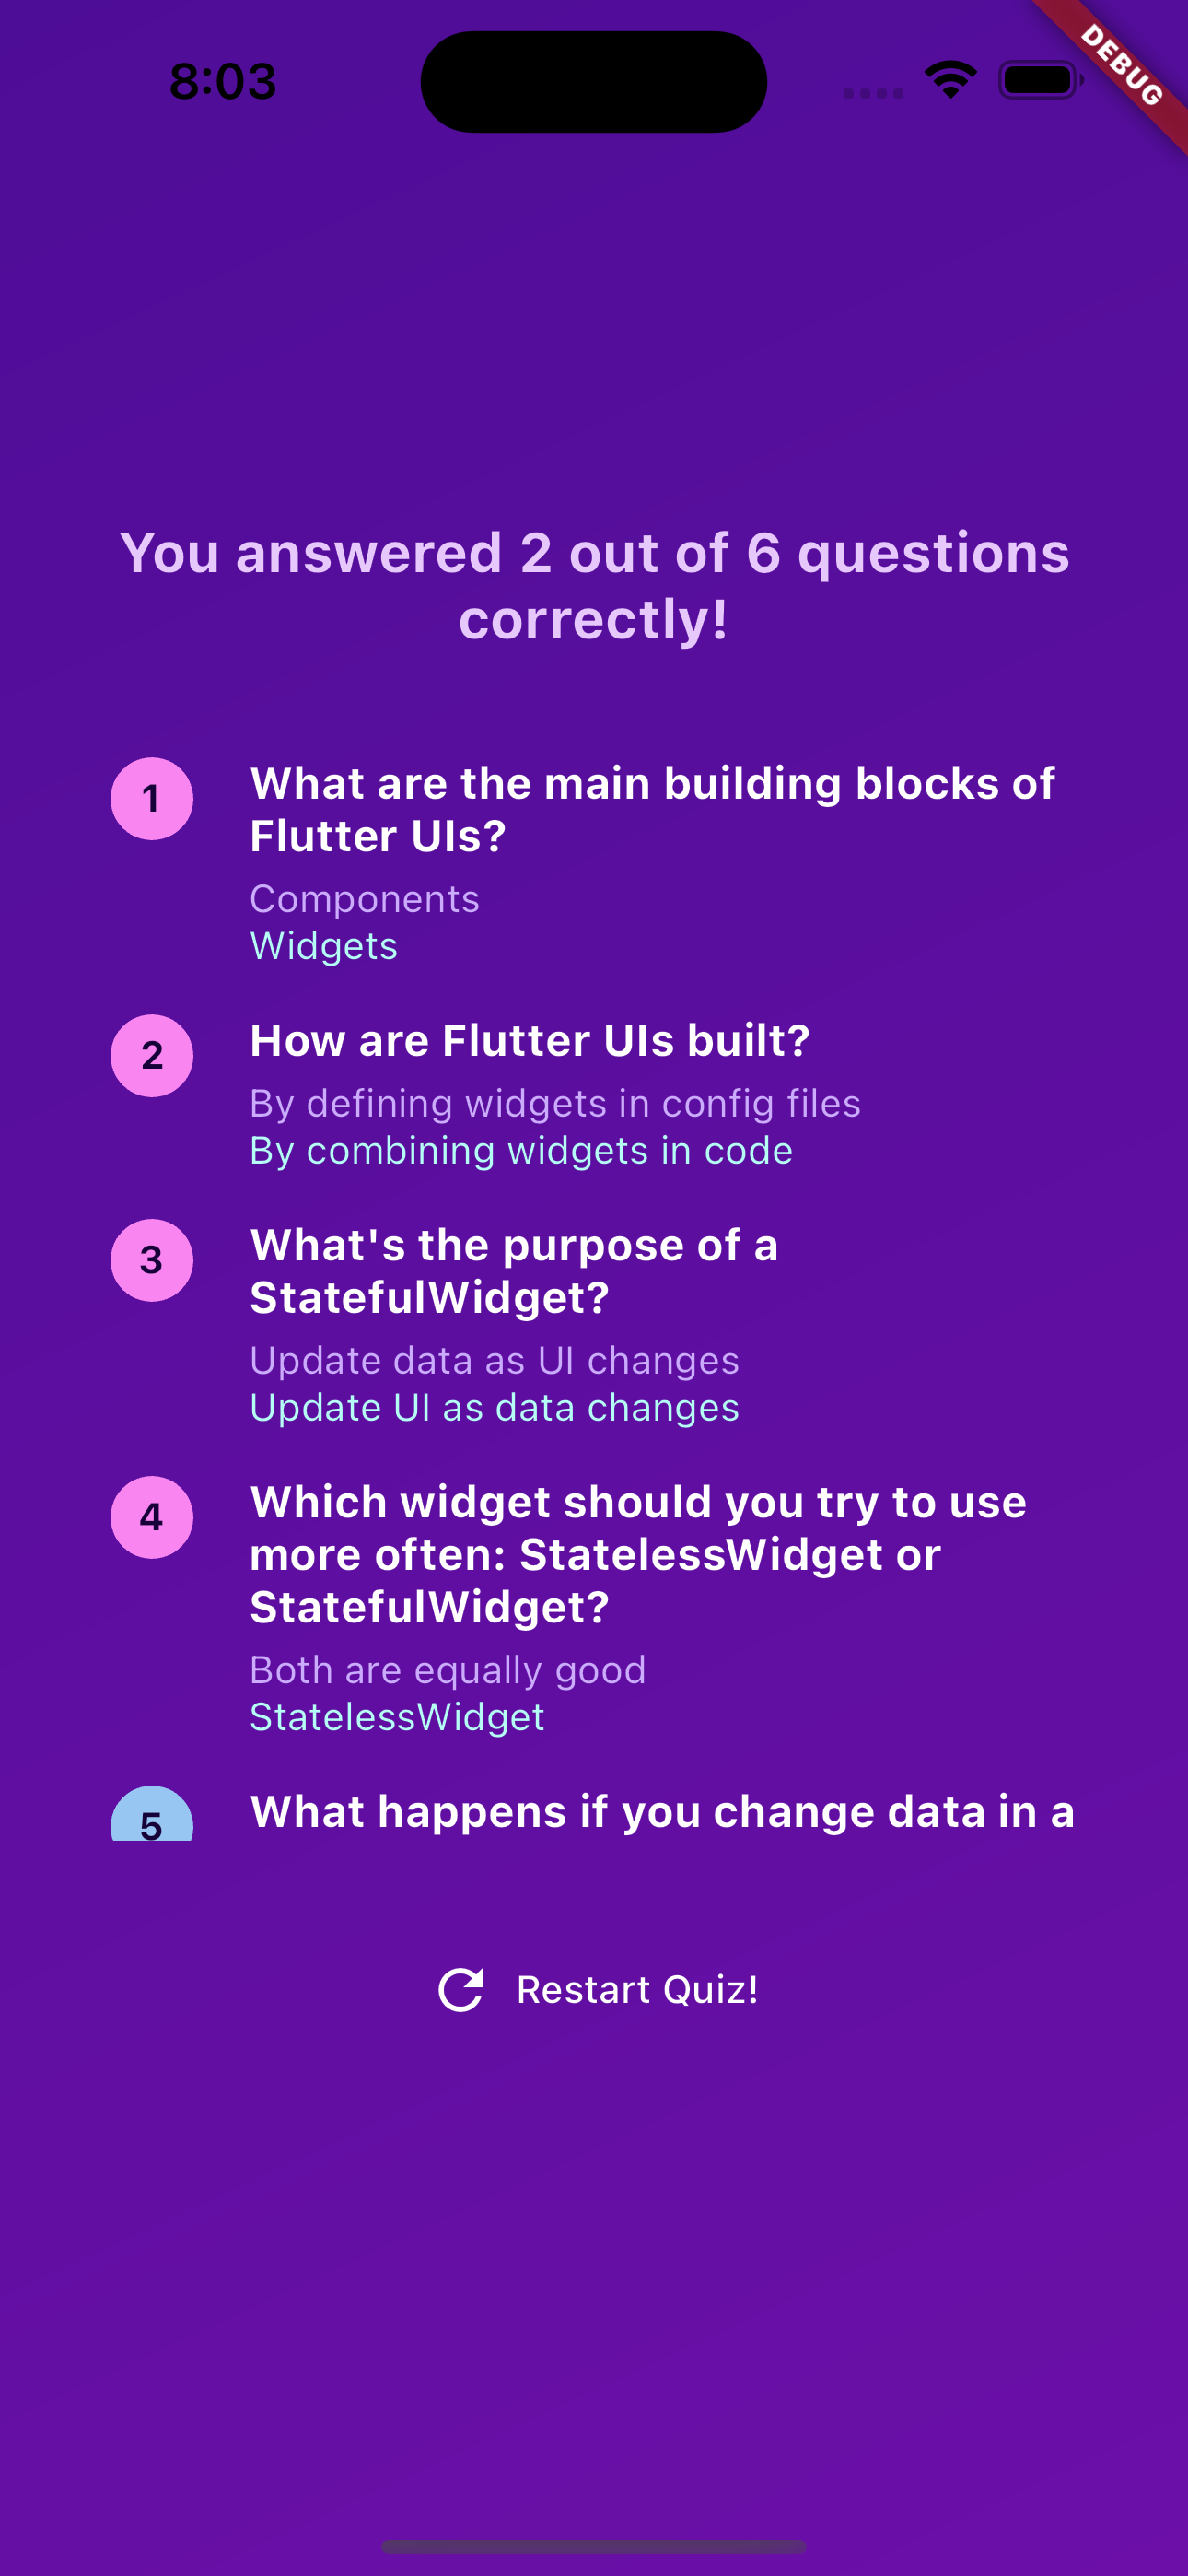 8:03
DEBUG
You answered 2 out of 6 questions
correctly!
1
What are the main building blocks of
Flutter UIs?
Components
Widgets
2
How are Flutter UIs built?
By defining widgets in config files
By combining widgets in code
3
What's the purpose of a
StatefulWidget?
Update data as UI changes
Update UI as data changes
4
Which widget should you try to use
more often: StatelessWidget or
StatefulWidget?
Both are equally good
StatelessWidget
5
What happens if you change data in a
Restart Quiz!